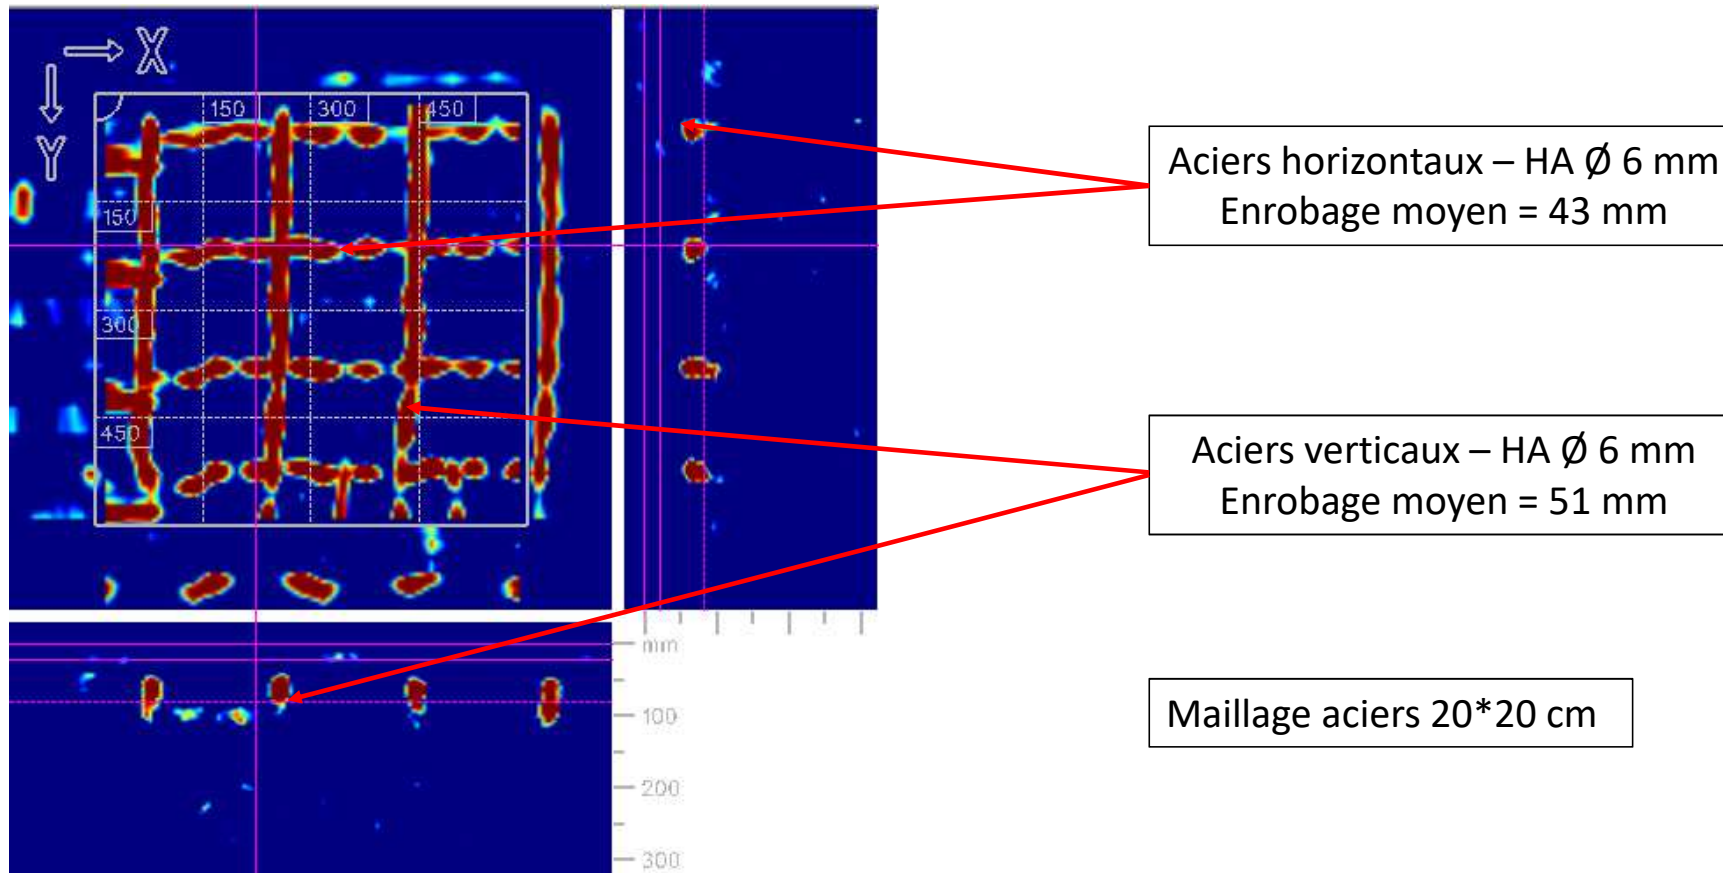 X
Y
150
300
450
150
300
450
mm
100
200
300
Aciers horizontaux – HA Ø 6 mm
Enrobage moyen = 43 mm
Aciers verticaux – HA Ø 6 mm
Enrobage moyen = 51 mm
Maillage aciers 20*20 cm